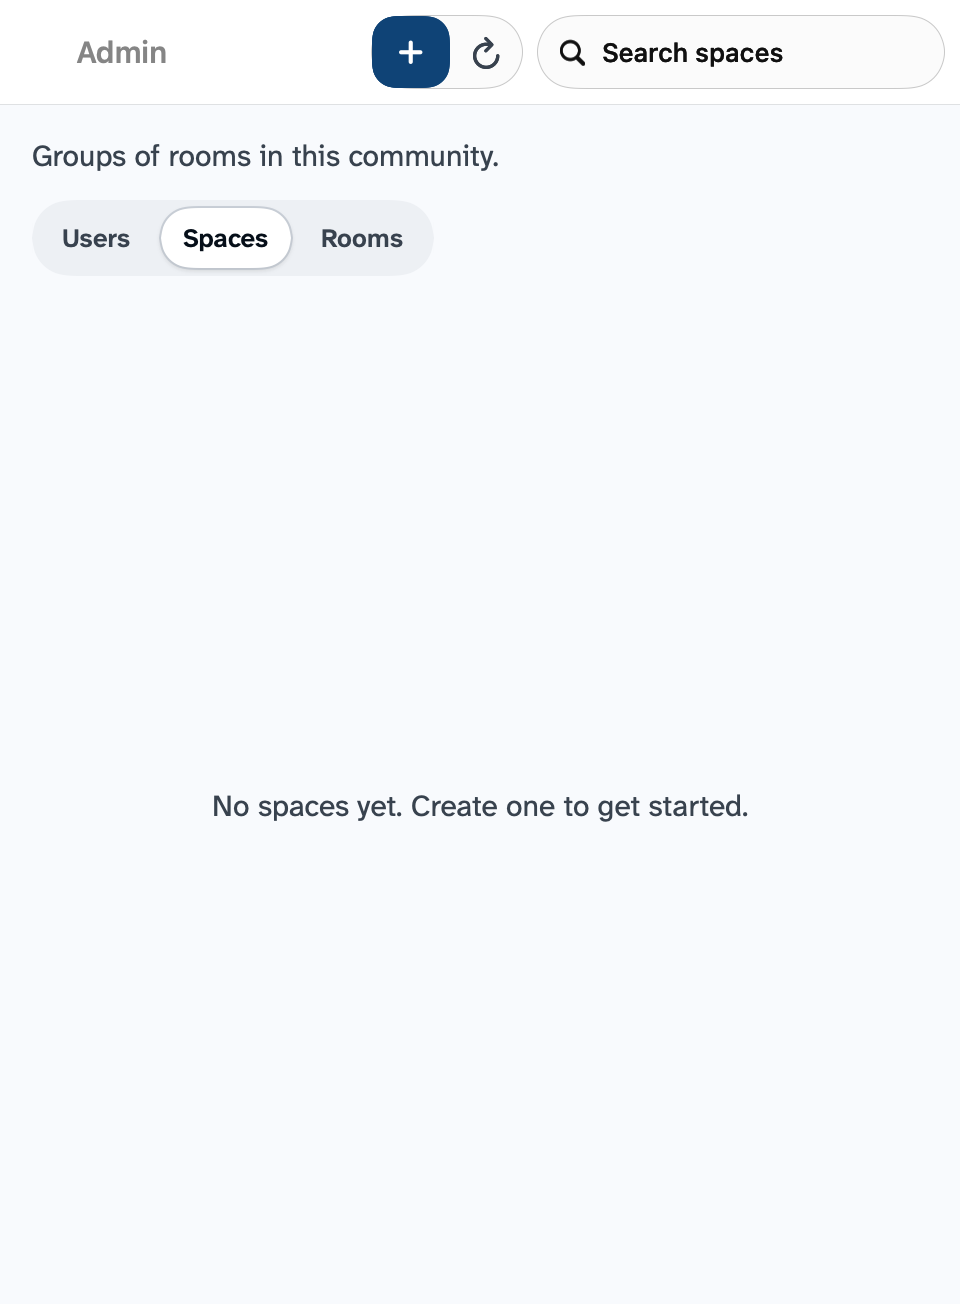 Admin
Search spaces
Groups of rooms in this community.
Users
Spaces
Rooms
No spaces yet. Create one to get started.